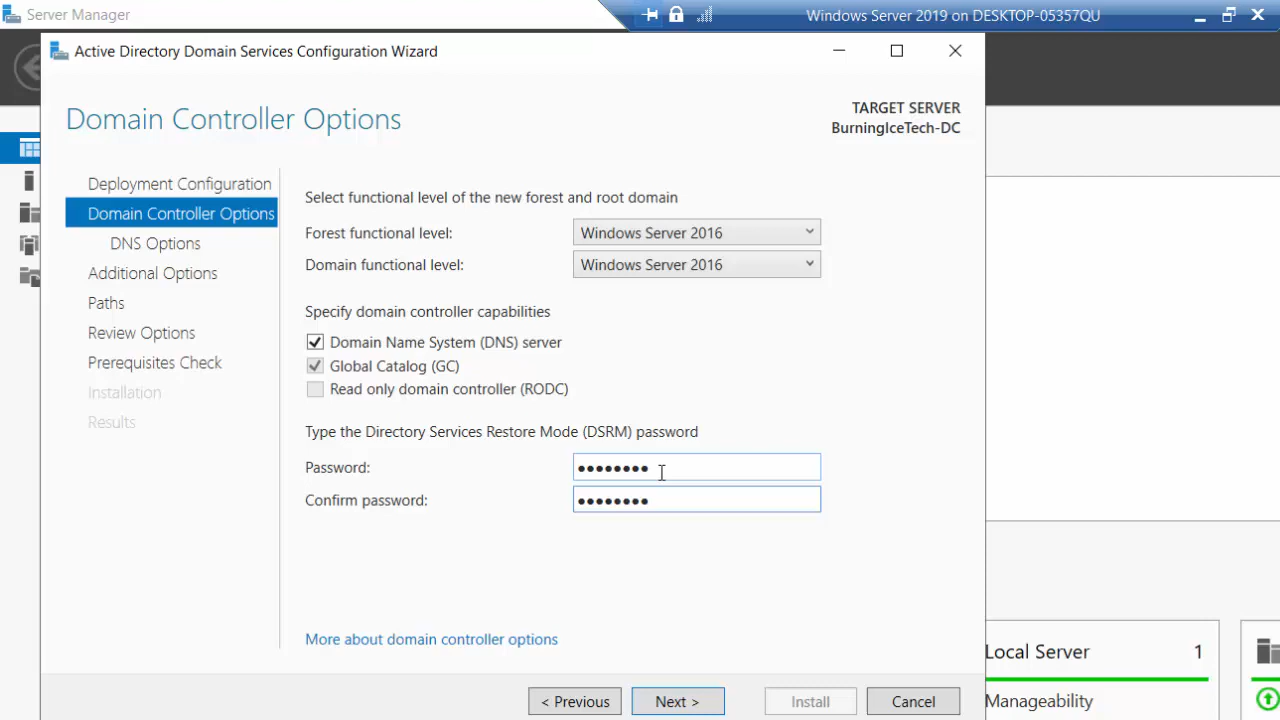 Server Manager
Windows Server 2019 on DESKTOP-05357QU
Active Directory Domain Services Configuration Wizard
Domain Controller Options
TARGET SERVER
BurningIceTech-DC
Deployment Configuration
Domain Controller Options
DNS Options
Additional Options
Paths
Review Options
Prerequisites Check
Installation
Results
Select functional level of the new forest and root domain
Forest functional level: Windows Server 2016
Domain functional level: Windows Server 2016
Specify domain controller capabilities
Domain Name System (DNS) server
Global Catalog (GC)
Read only domain controller (RODC)
Type the Directory Services Restore Mode (DSRM) password
Password: ••••••••
Confirm password: ••••••••
More about domain controller options
< Previous
Next >
Install
Cancel
Local Server 1
Manageability